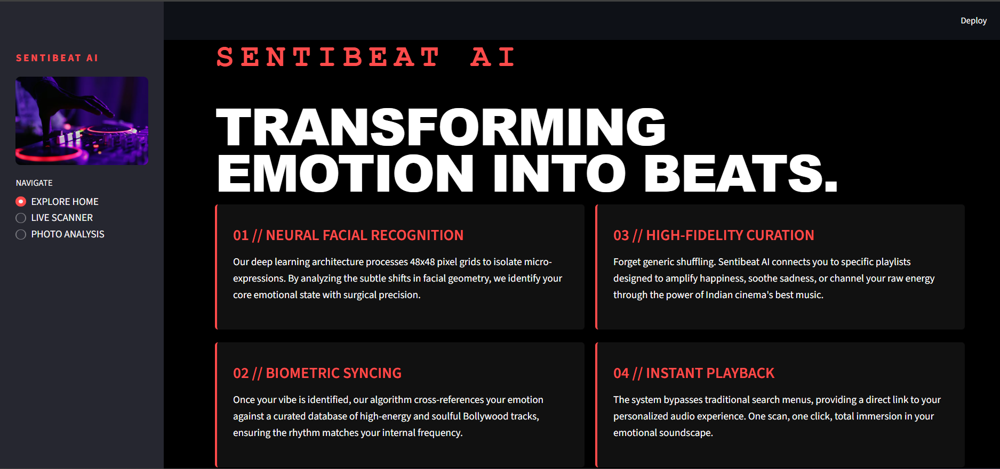 Deploy
SENTIBEAT AI
NAVIGATE
EXPLORE HOME
LIVE SCANNER
PHOTO ANALYSIS
SENTIBEAT AI
TRANSFORMING
EMOTION INTO BEATS.
01 // NEURAL FACIAL RECOGNITION
Our deep learning architecture processes 48x48 pixel grids to isolate micro-
expressions. By analyzing the subtle shifts in facial geometry, we identify your
core emotional state with surgical precision.
03 // HIGH-FIDELITY CURATION
Forget generic shuffling. Sentibeat AI connects you to specific playlists
designed to amplify happiness, soothe sadness, or channel your raw energy
through the power of Indian cinema's best music.
02 // BIOMETRIC SYNCING
Once your vibe is identified, our algorithm cross-references your emotion
against a curated database of high-energy and soulful Bollywood tracks,
ensuring the rhythm matches your internal frequency.
04 // INSTANT PLAYBACK
The system bypasses traditional search menus, providing a direct link to your
personalized audio experience. One scan, one click, total immersion in your
emotional soundscape.